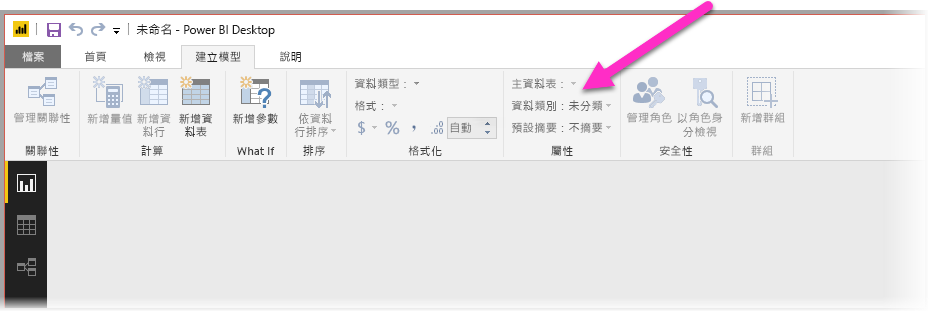 未命名 - Power BI Desktop
檔案 首頁 檢視 建立模型 說明
管理關聯性
關聯性
新增量值
新增資料行
新增資料表
計算
新增參數
What If
依資料行排序
排序
資料類型：
格式：
$ % , .00 自動
格式化
主資料表：
資料類別：未分類
預設摘要：不摘要
屬性
管理角色
以角色身分檢視
安全性
新增群組
群組